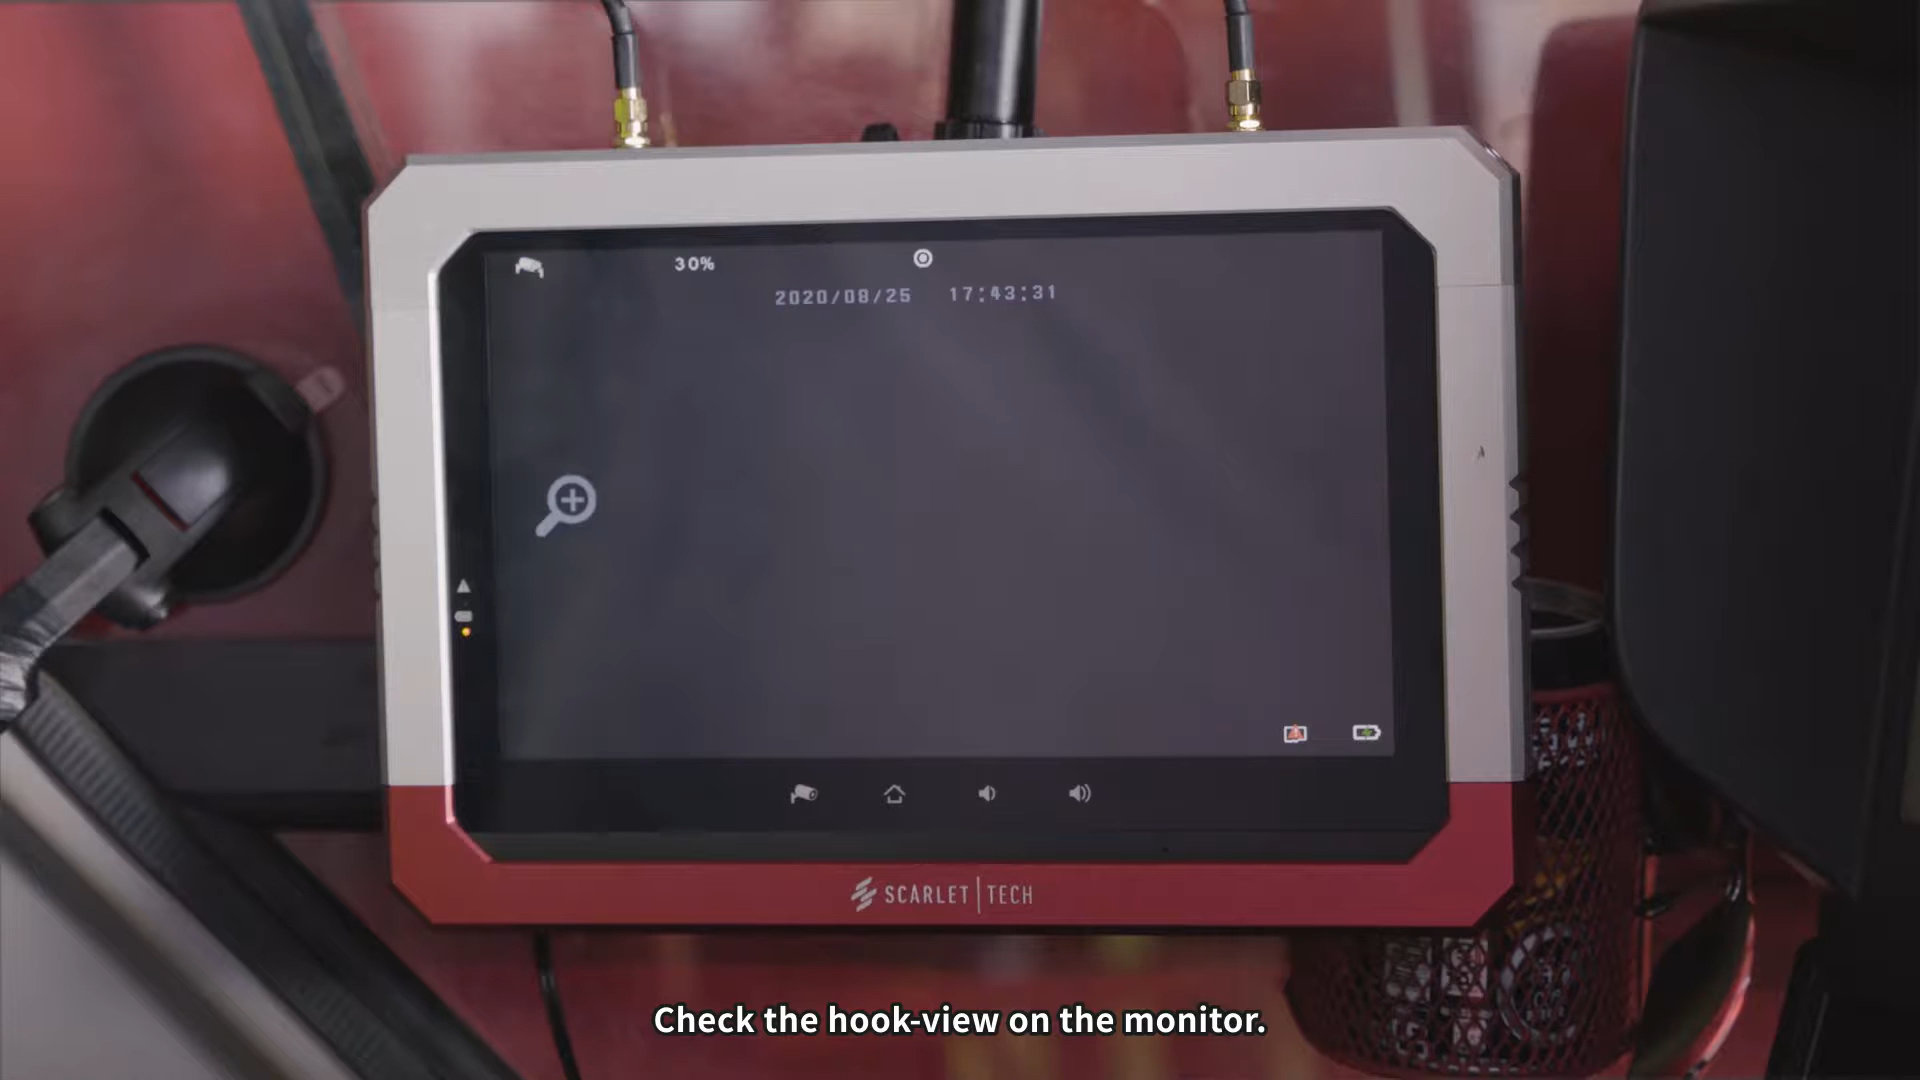 30%
2020/08/25 17:43:31
SCARLET | TECH
Check the hook-view on the monitor.